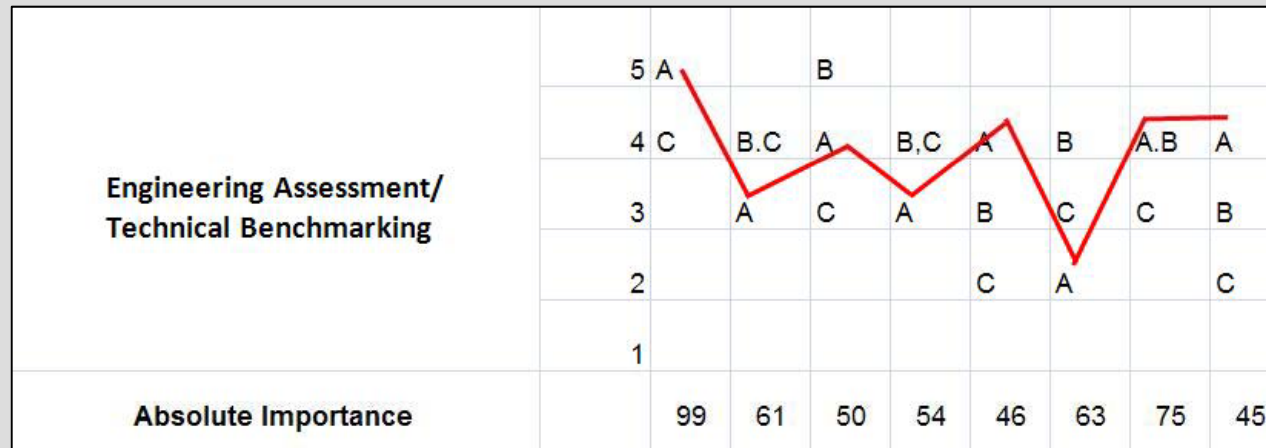 5 A B
4 C B.C A B,C A B A.B A
Engineering Assessment/
Technical Benchmarking
3 A C A B C C B
2 C A C
1
Absolute Importance 99 61 50 54 46 63 75 45